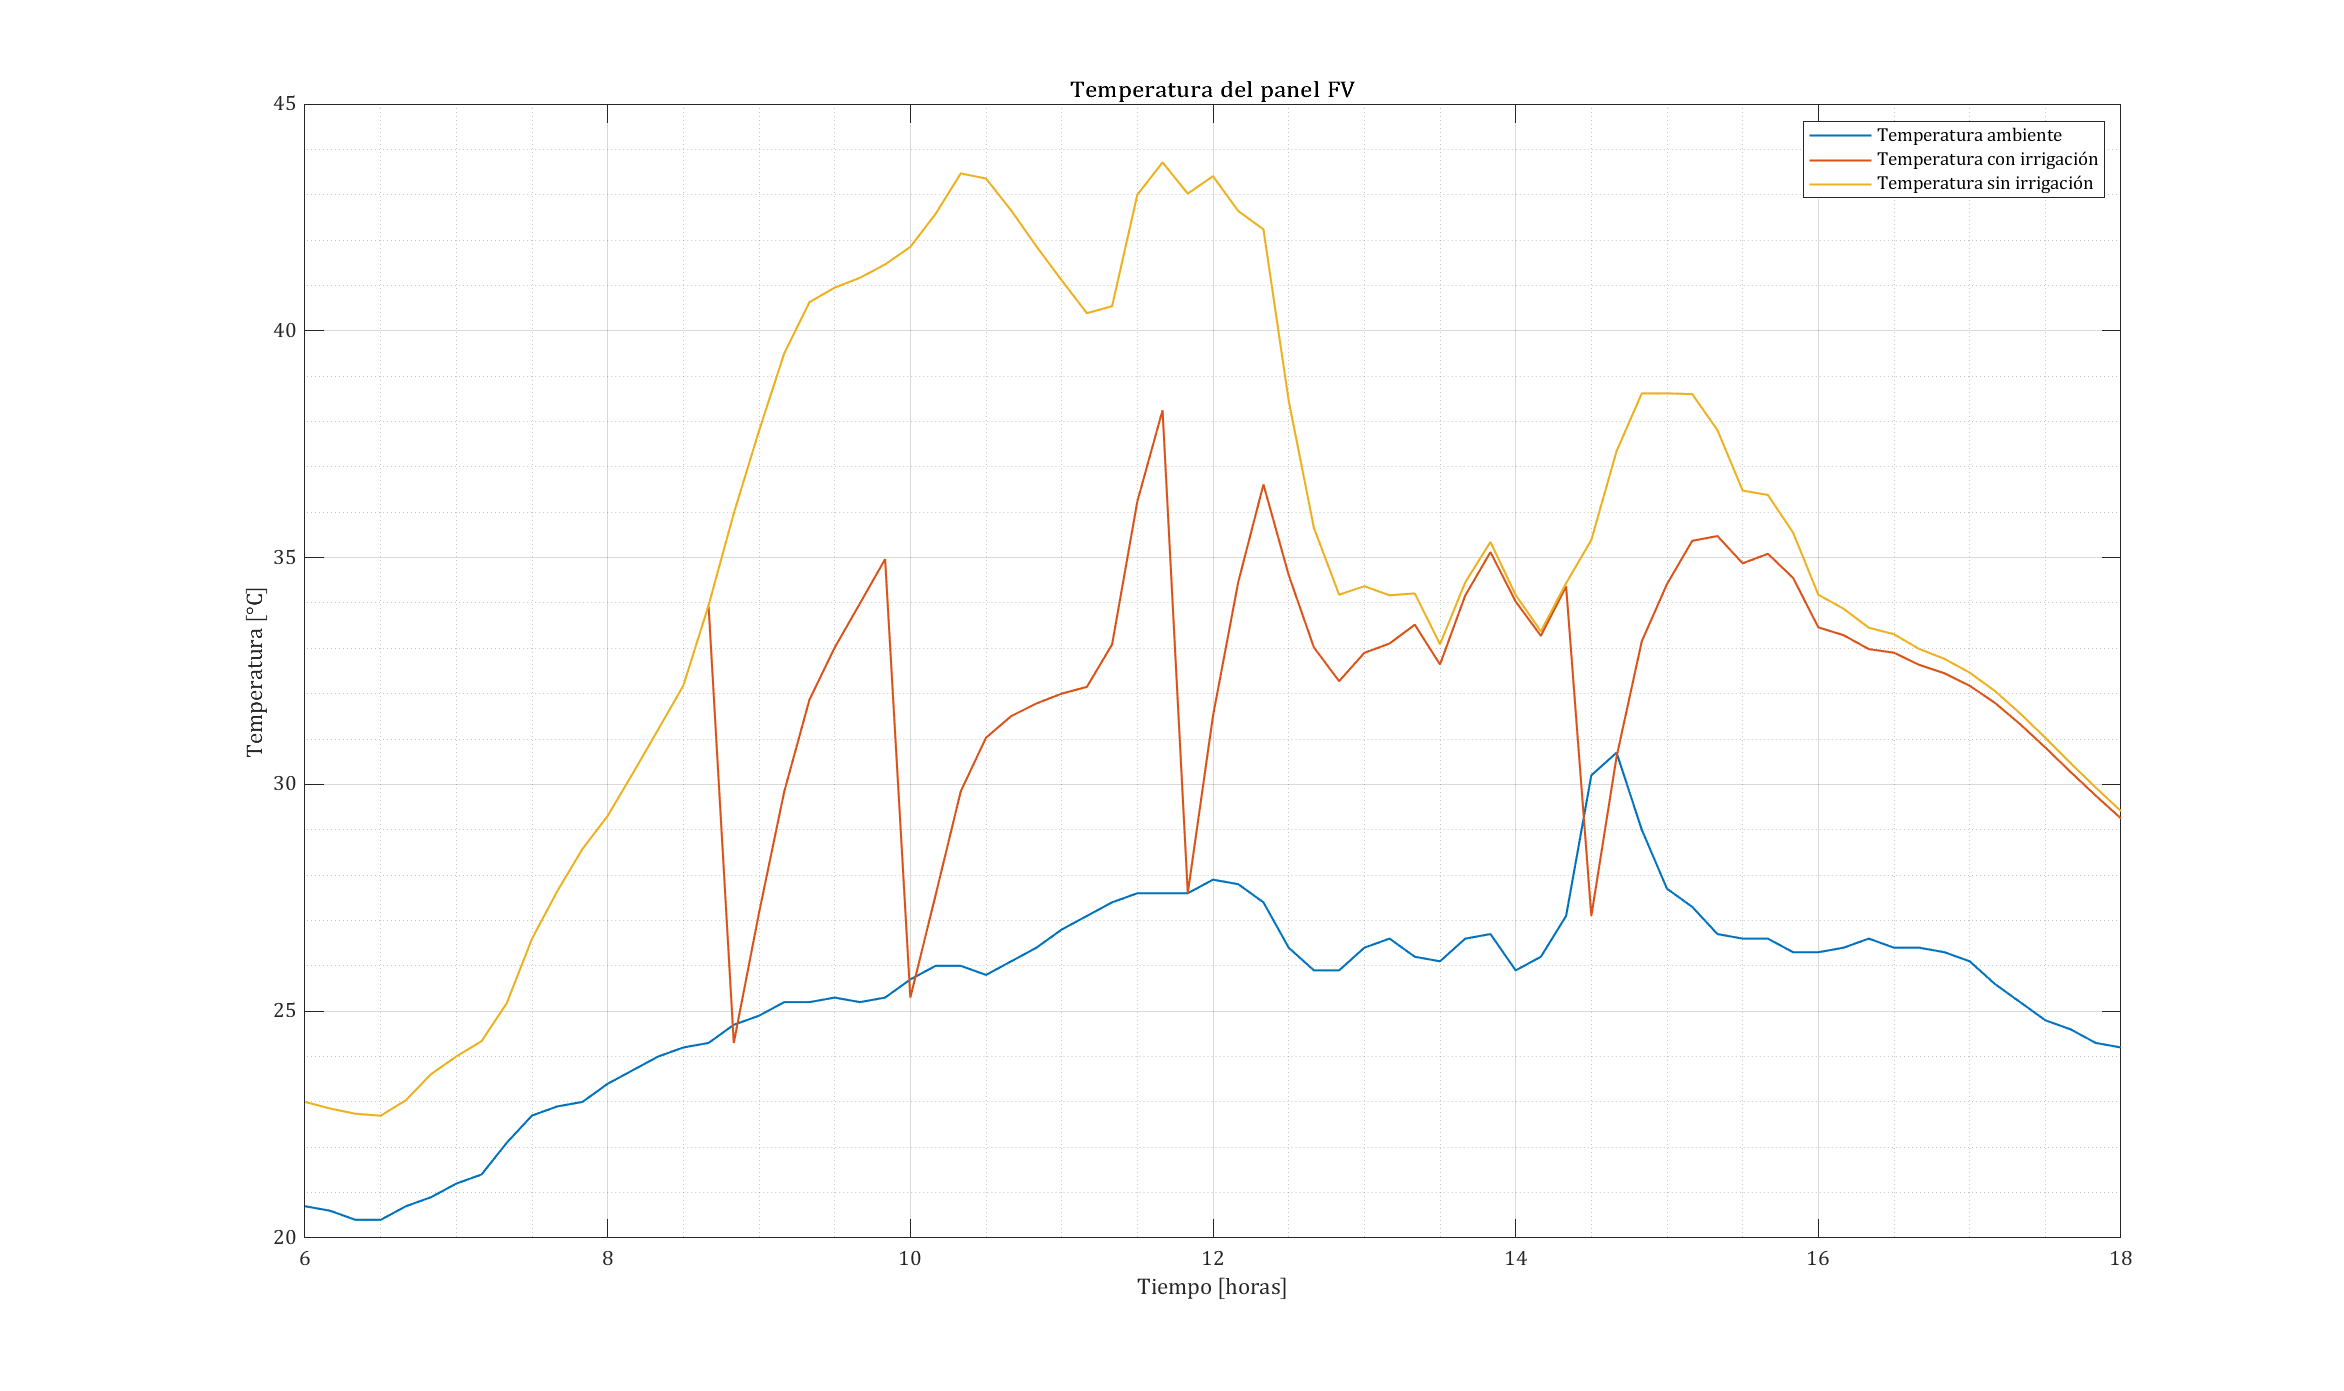 Temperatura del panel FV
Temperatura ambiente
Temperatura con irrigación
Temperatura sin irrigación
Temperatura [°C]
45
40
35
30
25
20
6 8 10 12 14 16 18
Tiempo [horas]